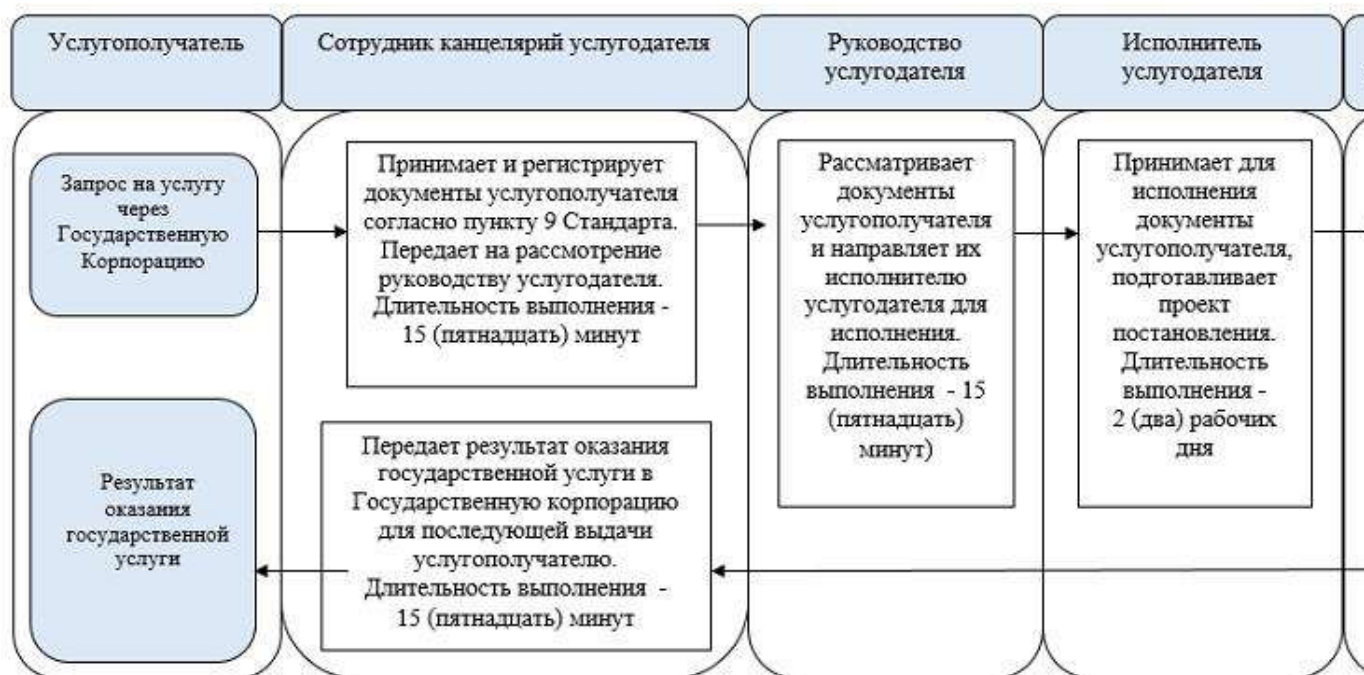 Услугополучатель
Сотрудник канцелярий услугодателя
Руководство
услугодателя
Исполнитель
услугодателя
Запрос на услугу
через
Государственную
Корпорацию
Принимает и регистрирует
документы услугополучателя
согласно пункту 9 Стандарта.
Передает на рассмотрение
руководству услугодателя.
Длительность выполнения -
15 (пятнадцать) минут
Рассматривает
документы
услугополучателя
и направляет их
исполнителю
услугодателя для
исполнения.
Длительность
выполнения - 15
(пятнадцать)
минут)
Принимает для
исполнения
документы
услугополучателя,
подготавливает
проект
постановления.
Длительность
выполнения -
2 (два) рабочих
дня
Результат
оказания
государственной
услуги
Передает результат оказания
государственной услуги в
Государственную корпорацию
для последующей выдачи
услугополучателю.
Длительность выполнения -
15 (пятнадцать) минут